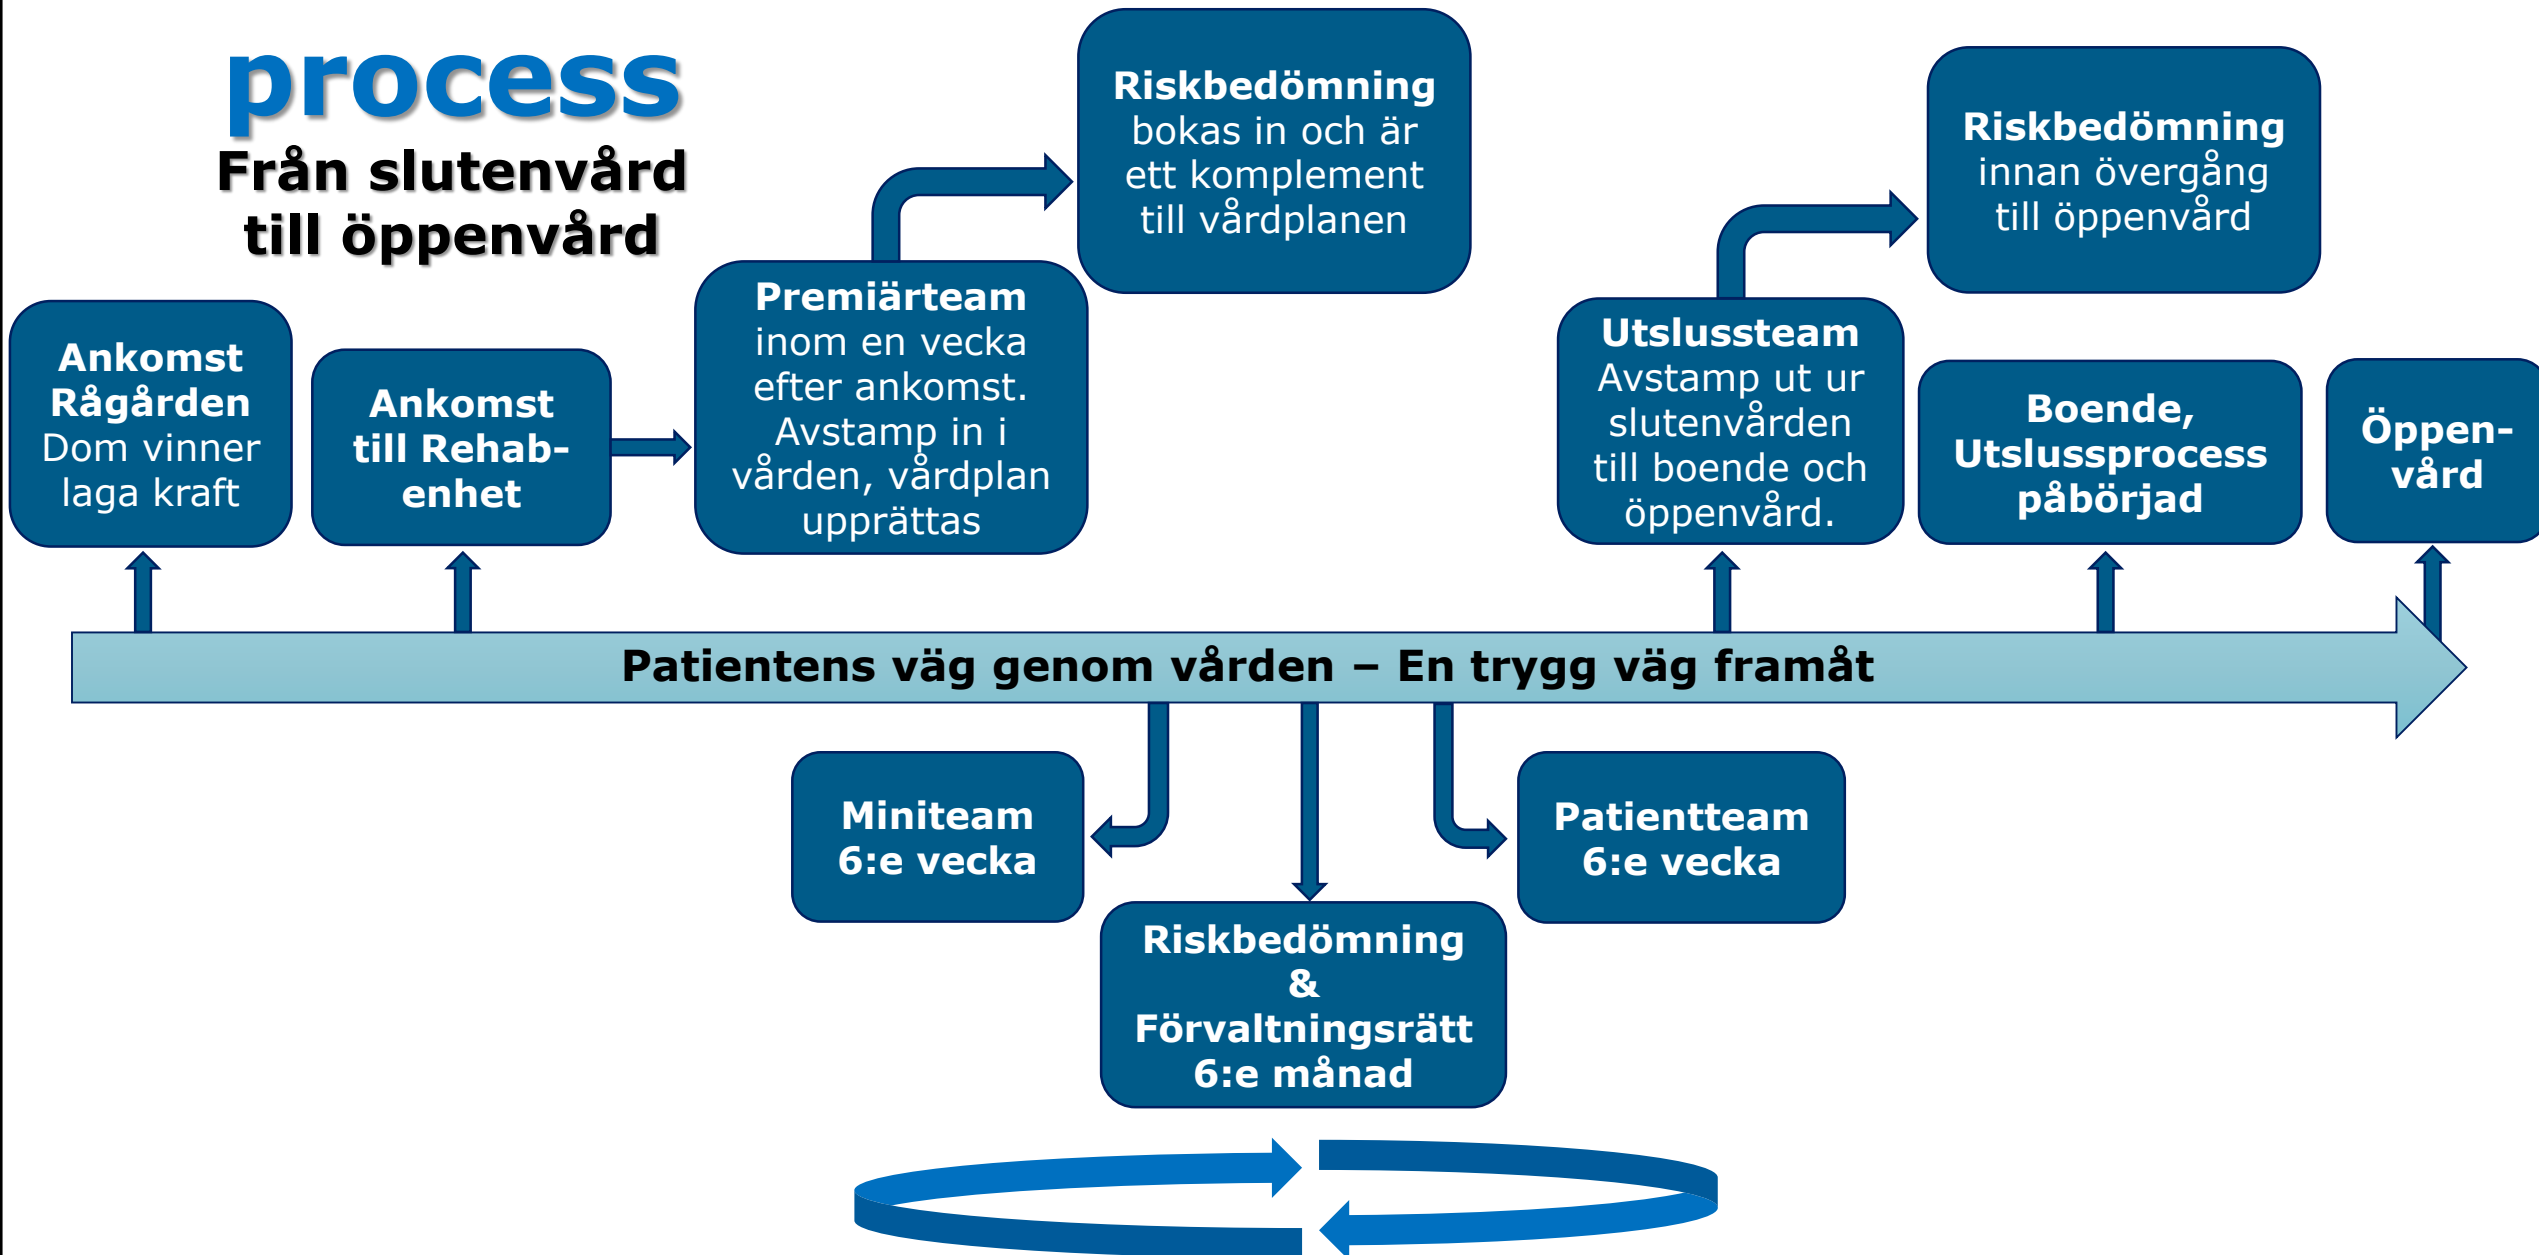 process
Från slutenvård
till öppenvård
Ankomst
Rågården
Dom vinner
laga kraft
Ankomst
till Rehab-
enhet
Premiärteam
inom en vecka
efter ankomst.
Avstamp in i
vården, vårdplan
upprättas
Riskbedömning
bokas in och är
ett komplement
till vårdplanen
Utslussteam
Avstamp ut ur
slutenvården
till boende och
öppenvård.
Riskbedömning
innan övergång
till öppenvård
Boende,
Utslussprocess
påbörjad
Öppen-
vård
Patientens väg genom vården – En trygg väg framåt
Miniteam
6:e vecka
Riskbedömning
&
Förvaltningsrätt
6:e månad
Patientteam
6:e vecka